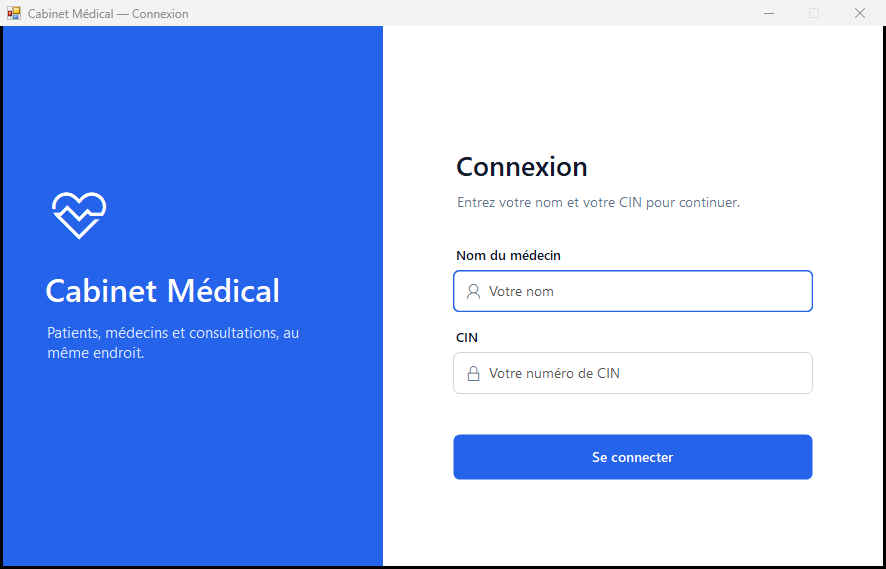 Cabinet Médical — Connexion
Cabinet Médical
Patients, médecins et consultations, au
même endroit.
Connexion
Entrez votre nom et votre CIN pour continuer.
Nom du médecin
Votre nom
CIN
Votre numéro de CIN
Se connecter